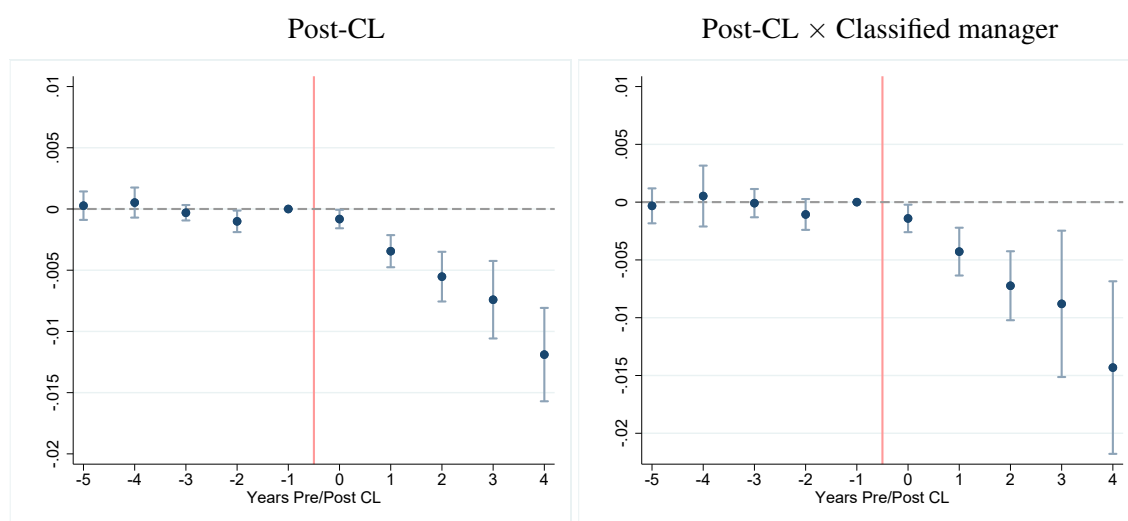 Post-CL
Post-CL × Classified manager
.01
.005
0
-.005
-.01
-.015
-.02
-5 -4 -3 -2 -1 0 1 2 3 4
Years Pre/Post CL
.01
.005
0
-.005
-.01
-.015
-.02
-5 -4 -3 -2 -1 0 1 2 3 4
Years Pre/Post CL